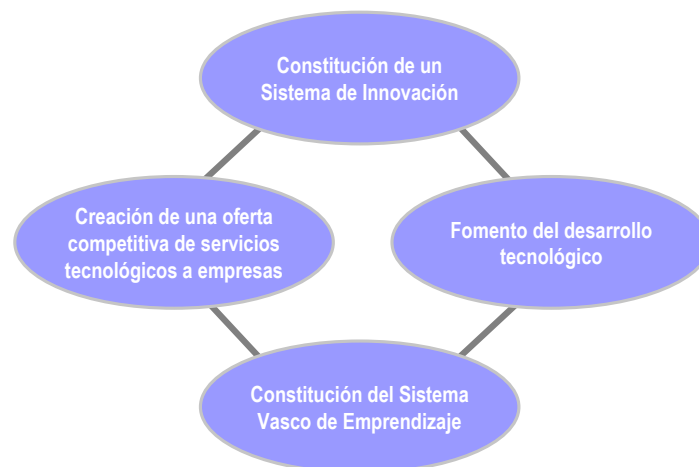 Constitución de un
Sistema de Innovación
Creación de una oferta
competitiva de servicios
tecnológicos a empresas
Fomento del desarrollo
tecnológico
Constitución del Sistema
Vasco de Emprendizaje